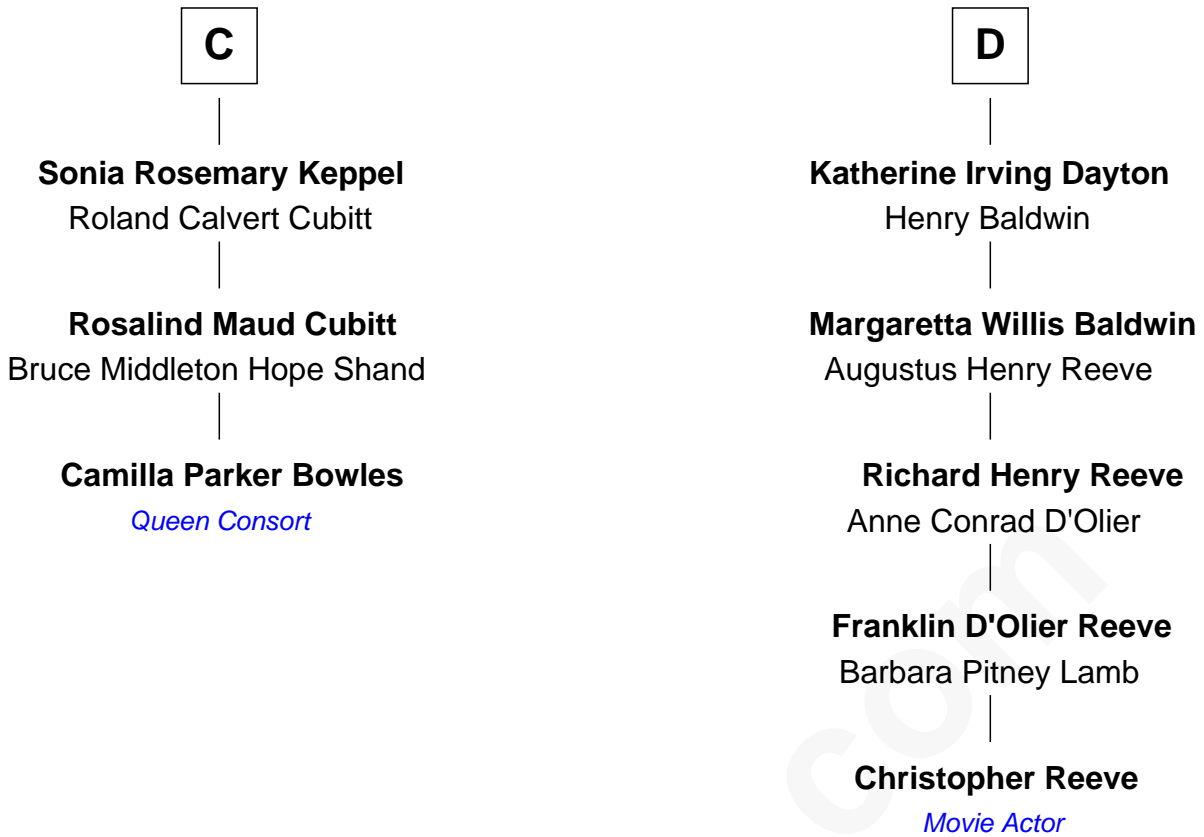 C
Sonia Rosemary Keppel
Roland Calvert Cubitt
Rosalind Maud Cubitt
Bruce Middleton Hope Shand
Camilla Parker Bowles
Queen Consort
D
Katherine Irving Dayton
Henry Baldwin
Margaretta Willis Baldwin
Augustus Henry Reeve
Richard Henry Reeve
Anne Conrad D'Olier
Franklin D'Olier Reeve
Barbara Pitney Lamb
Christopher Reeve
Movie Actor
com